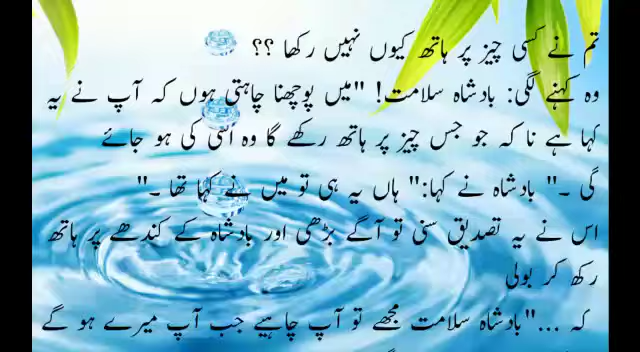 تم نے کسی چیز پر ہاتھ کیوں نہیں رکھا ؟؟
وہ کہنے لگی: بادشاہ سلامت! "میں پوچھنا چاہتی ہوں کہ آپ نے یہ
کہا ہے نا کہ جو جس چیز پر ہاتھ رکھے گا وہ اسُی کی ہو جائے
گی ۔" بادشاہ نے کہا:" ہاں یہ ہی تو میں نے کہا تھا ۔"
اس نے یہ تصدیق سنی تو آگے بڑھی اور بادشاہ کے کندھے پر ہاتھ
رکھ کر بولی
کہ ..."بادشاہ سلامت مجھے تو آپ چاہیے جب آپ میرے ہو گے